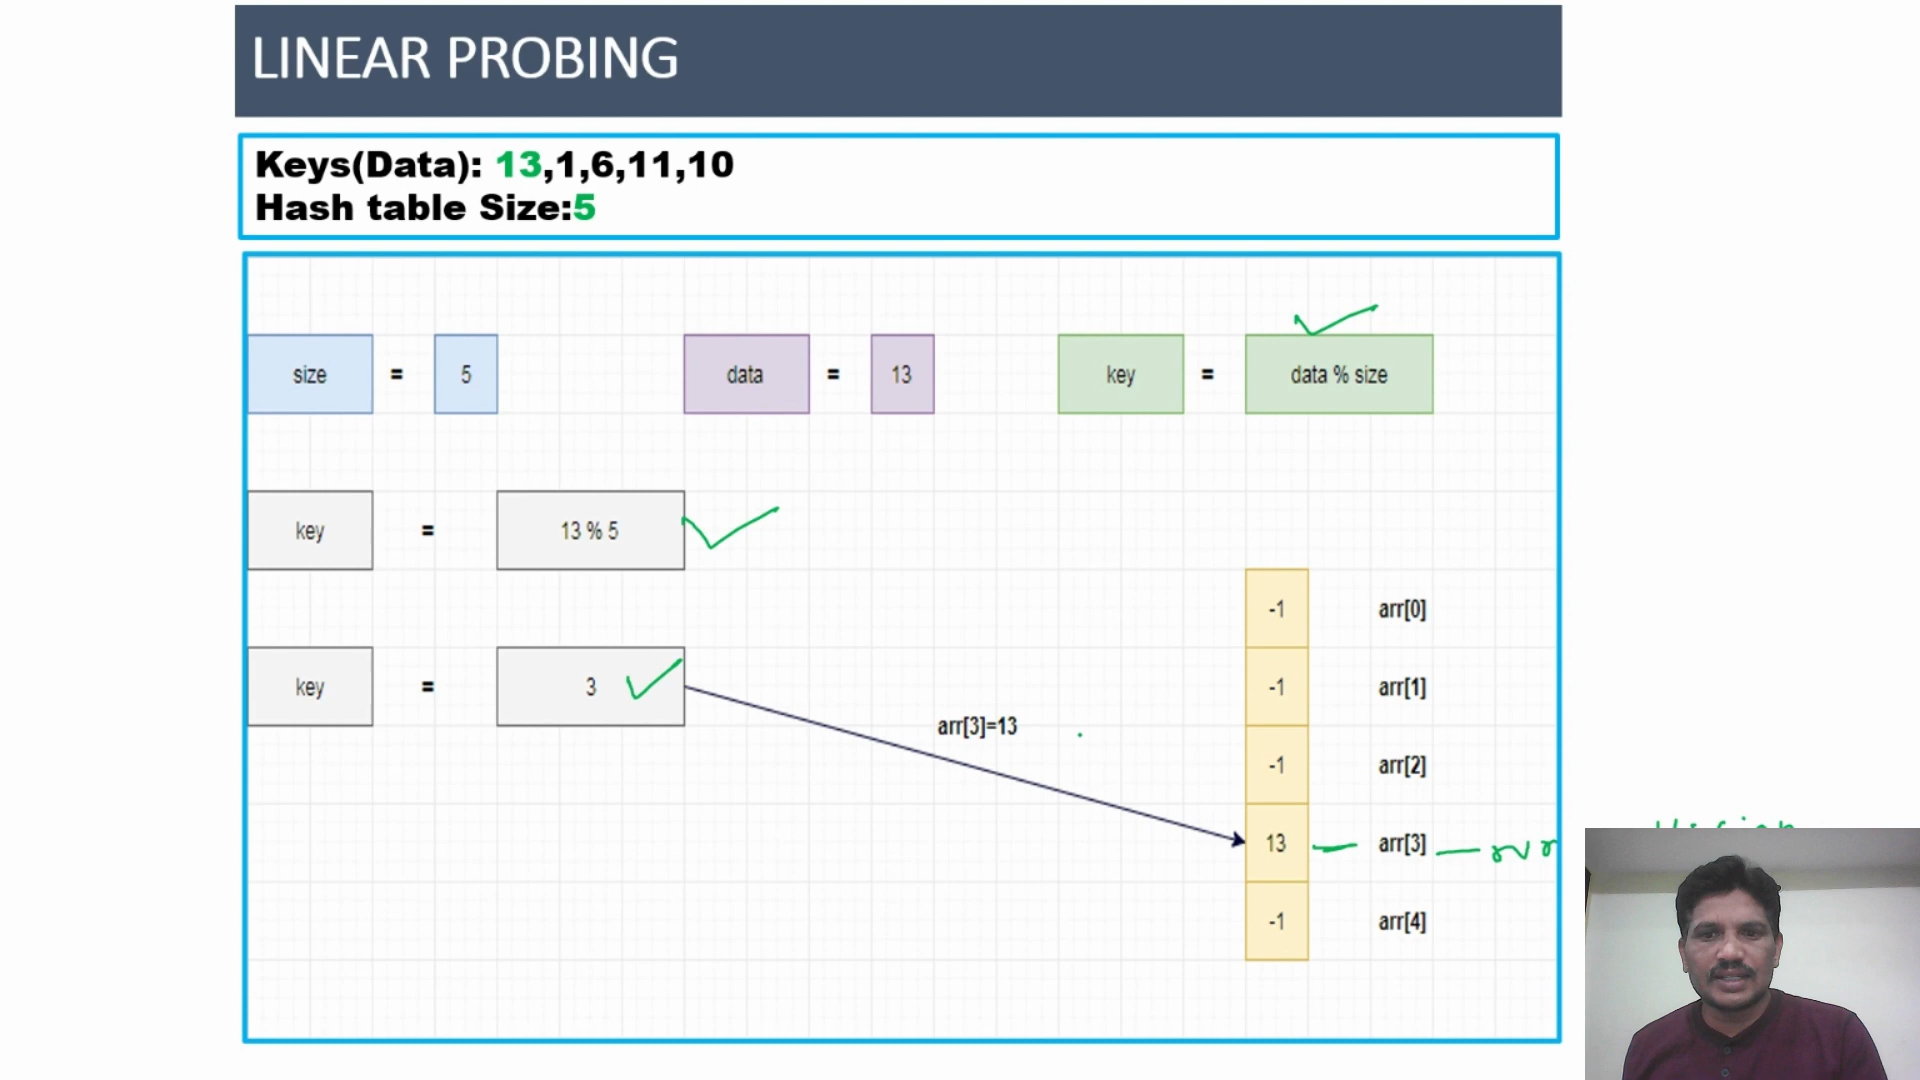 LINEAR PROBING
Keys(Data): 13,1,6,11,10
Hash table Size:5
size = 5 data = 13 key = data % size
key = 13 % 5
-1 arr[0]
key = 3 -1 arr[1]
arr[3]=13
-1 arr[2]
13 arr[3]
-1 arr[4]